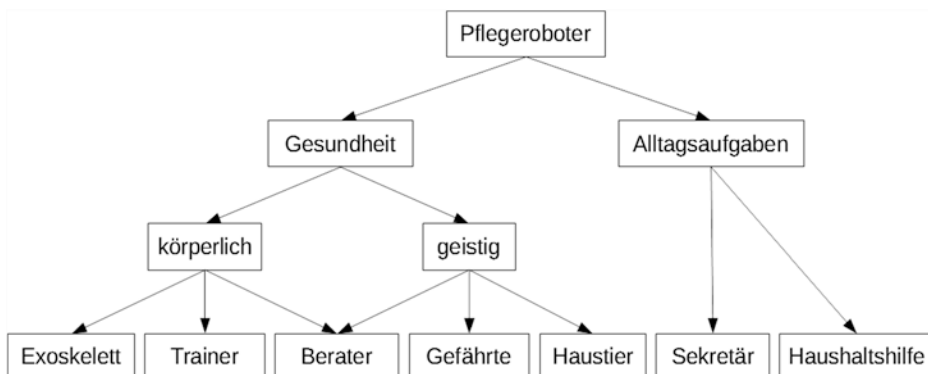 Pflegeroboter
Gesundheit
Alltagsaufgaben
körperlich
geistig
Exoskelett
Trainer
Berater
Gefährte
Haustier
Sekretär
Haushaltshilfe